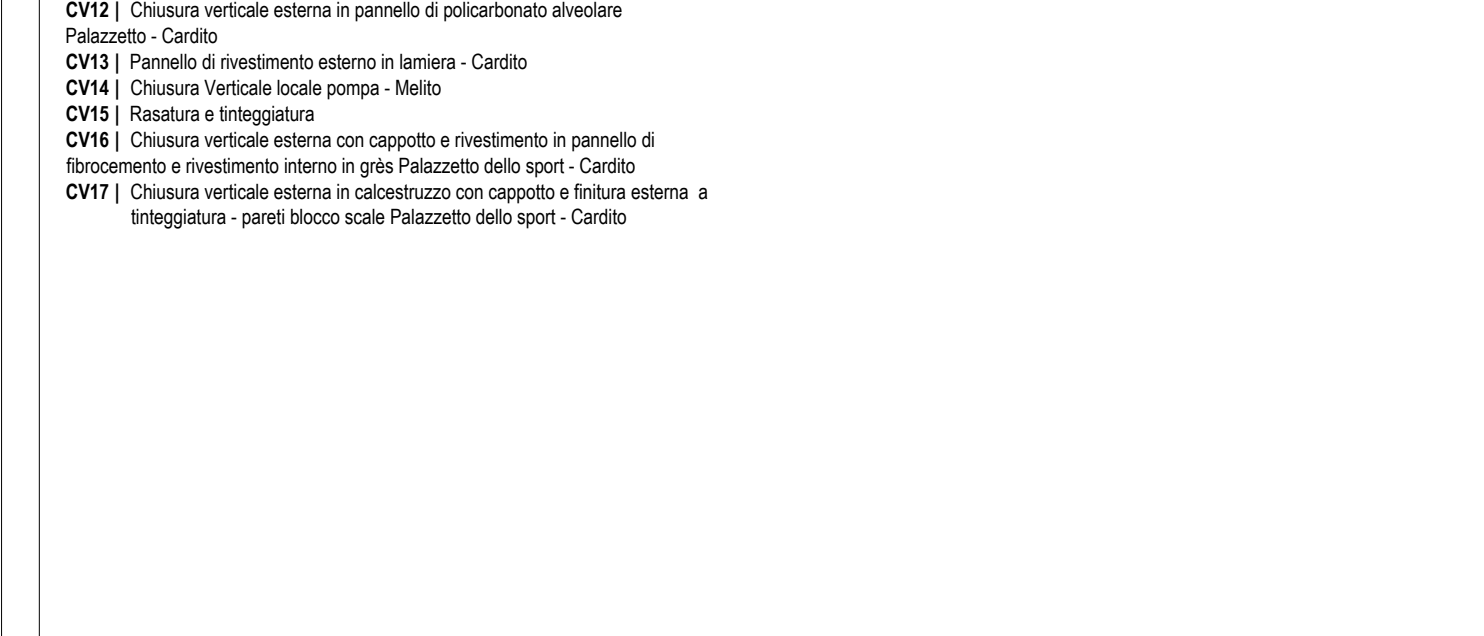 CV12 | Chiusura verticale esterna in pannello di policarbonato alveolare
Palazzetto - Cardito
CV13 | Pannello di rivestimento esterno in lamiera - Cardito
CV14 | Chiusura Verticale locale pompa - Melito
CV15 | Rasatura e tinteggiatura
CV16 | Chiusura verticale esterna con cappotto e rivestimento in pannello di
fibrocemento e rivestimento interno in grès Palazzetto dello sport - Cardito
CV17 | Chiusura verticale esterna in calcestruzzo con cappotto e finitura esterna  a
tinteggiatura - pareti blocco scale Palazzetto dello sport - Cardito